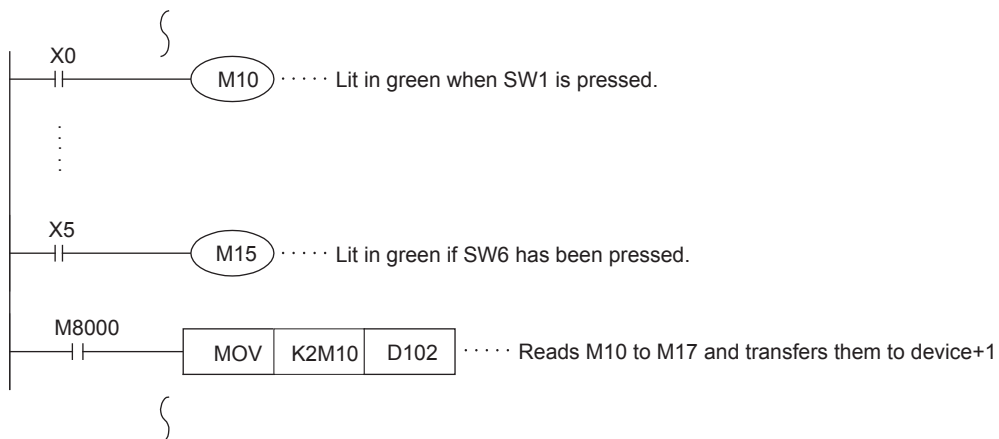 X0
M10 ····· Lit in green when SW1 is pressed.
X5
M15 ····· Lit in green if SW6 has been pressed.
M8000
MOV K2M10 D102 ····· Reads M10 to M17 and transfers them to device+1